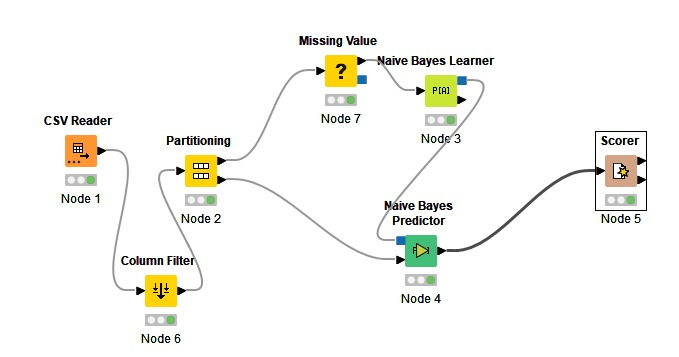 Missing Value
?
Node 7
Naive Bayes Learner
P[A]
Node 3
CSV Reader
Node 1
Partitioning
Node 2
Scorer
Node 5
Naive Bayes
Predictor
Node 4
Column Filter
Node 6